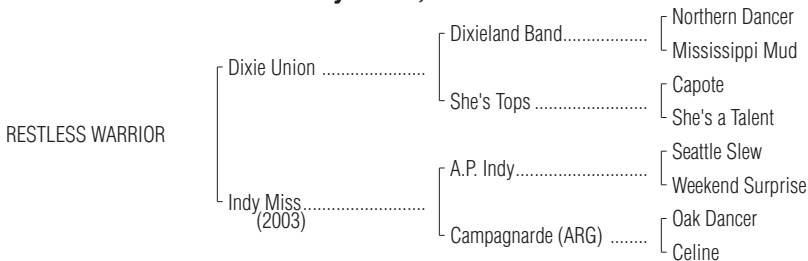 Dixieland Band
Northern Dancer
Mississippi Mud
Dixie Union
She's Tops
Capote
She's a Talent
RESTLESS WARRIOR
A.P. Indy
Seattle Slew
Weekend Surprise
Indy Miss
(2003)
Campagnarde (ARG)
Oak Dancer
Celine